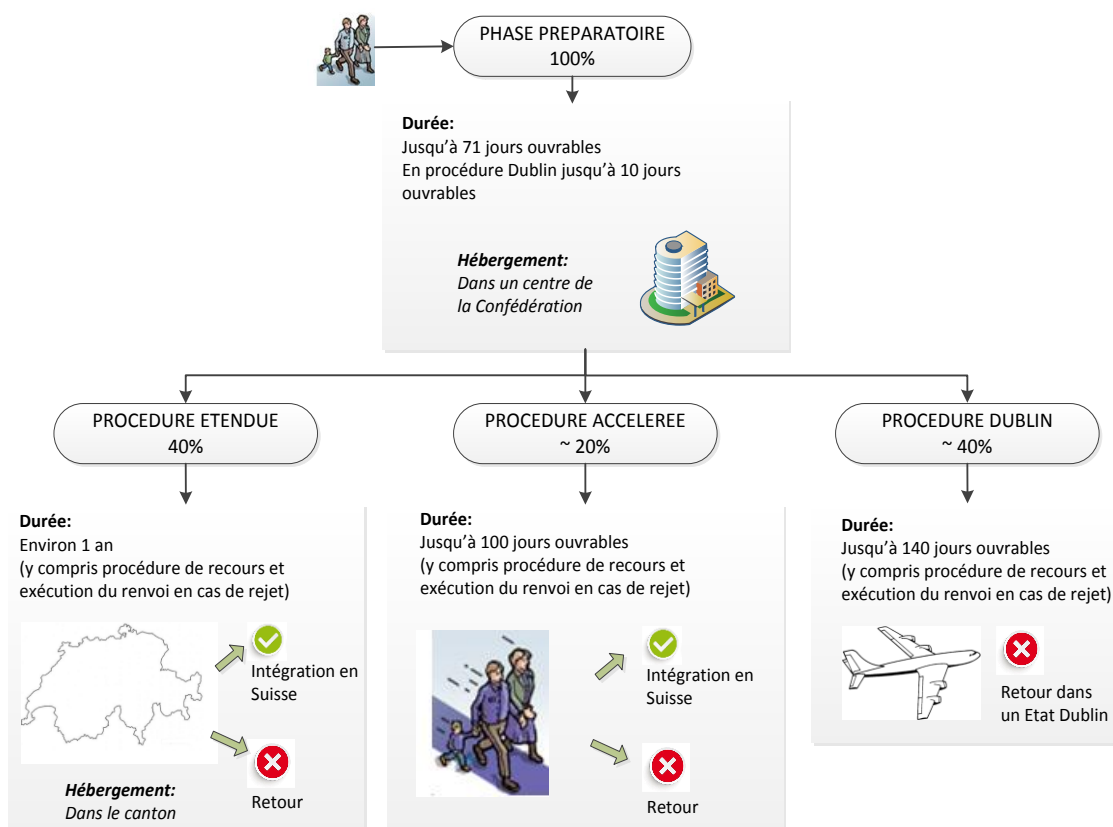 PHASE PREPARATOIRE
100%
Durée:
Jusqu'à 71 jours ouvrables
En procédure Dublin jusqu'à 10 jours
ouvrables
Hébergement:
Dans un centre de
la Confédération
PROCEDURE ETENDUE
40%
Durée:
Environ 1 an
(y compris procédure de recours et
exécution du renvoi en cas de rejet)
Intégration en
Suisse
Retour
Hébergement:
Dans le canton
PROCEDURE ACCELEREE
~ 20%
Durée:
Jusqu'à 100 jours ouvrables
(y compris procédure de recours et
exécution du renvoi en cas de rejet)
Intégration en
Suisse
Retour
PROCEDURE DUBLIN
~ 40%
Durée:
Jusqu'à 140 jours ouvrables
(y compris procédure de recours et
exécution du renvoi en cas de rejet)
Retour dans
un Etat Dublin